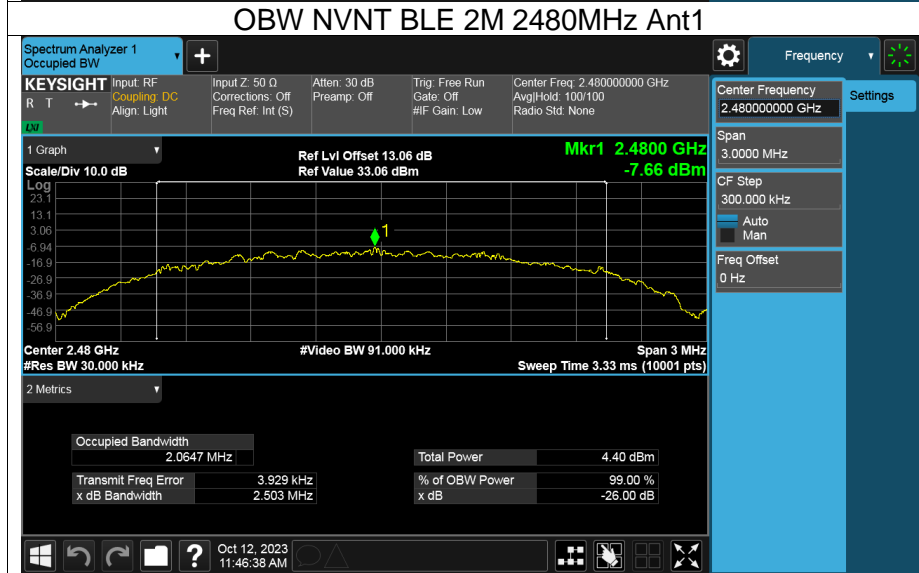 OBW NVNT BLE 2M 2480MHz Ant1
Spectrum Analyzer 1
Occupied BW
Frequency
KEYSIGHT
R T
LXI
Input: RF
Coupling: DC
Align: Light
Input Z: 50 Ω
Corrections: Off
Freq Ref: Int (S)
Atten: 30 dB
Preamp: Off
Trig: Free Run
Gate: Off
#IF Gain: Low
Center Freq: 2.480000000 GHz
Avg|Hold: 100/100
Radio Std: None
Center Frequency
2.480000000 GHz
Settings
Span
3.0000 MHz
CF Step
300.000 kHz
Auto
Man
Freq Offset
0 Hz
1 Graph
Ref Lvl Offset 13.06 dB
Mkr1 2.4800 GHz
Scale/Div 10.0 dB
Ref Value 33.06 dBm
-7.66 dBm
Log
23.1
13.1
3.06
-6.94
-16.9
-26.9
-36.9
-46.9
-56.9
1
Center 2.48 GHz
#Video BW 91.000 kHz
Span 3 MHz
#Res BW 30.000 kHz
Sweep Time 3.33 ms (10001 pts)
2 Metrics
Occupied Bandwidth
2.0647 MHz
Total Power 4.40 dBm
Transmit Freq Error 3.929 kHz
% of OBW Power 99.00 %
x dB Bandwidth 2.503 MHz
x dB -26.00 dB
?
Oct 12, 2023
11:46:38 AM